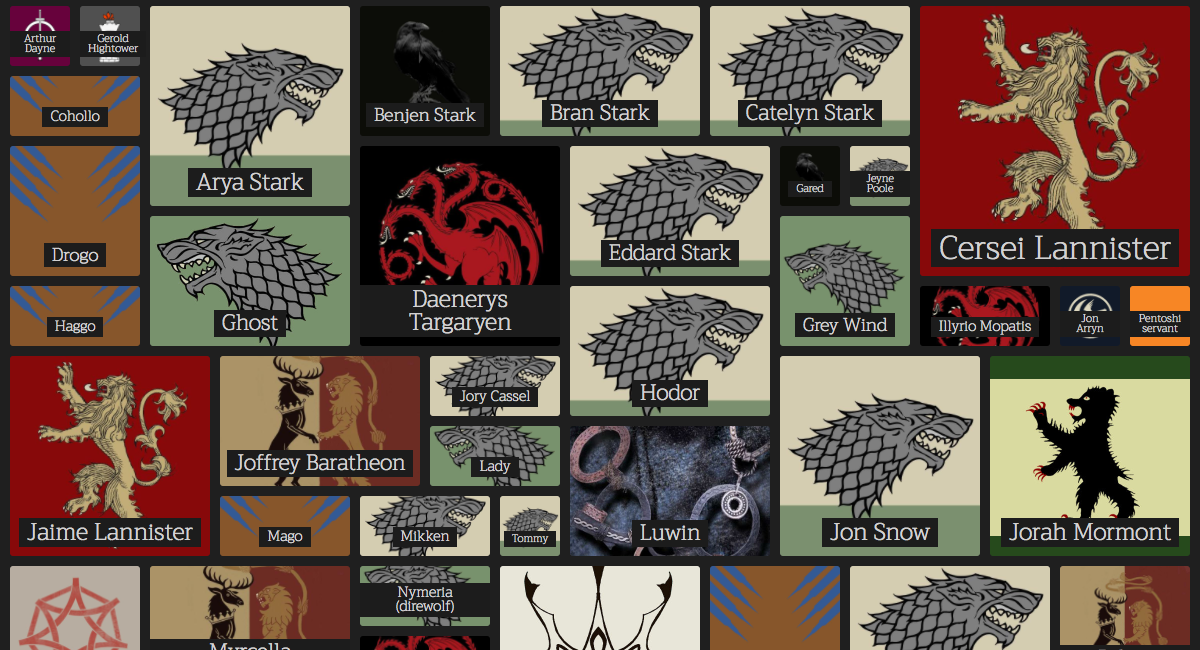 Arthur
Dayne
Gerold
Hightower
Cohollo
Arya Stark
Benjen Stark
Bran Stark
Catelyn Stark
Cersei Lannister
Drogo
Ghost
Daenerys
Targaryen
Eddard Stark
Gared
Jeyne
Poole
Grey Wind
Haggo
Hodor
Illyrio Mopatis
Jon
Arryn
Pentoshi
servant
Jaime Lannister
Joffrey Baratheon
Jory Cassel
Lady
Mago
Mikken
Tommy
Luwin
Jon Snow
Jorah Mormont
Nymeria
(direwolf)
Myrcella